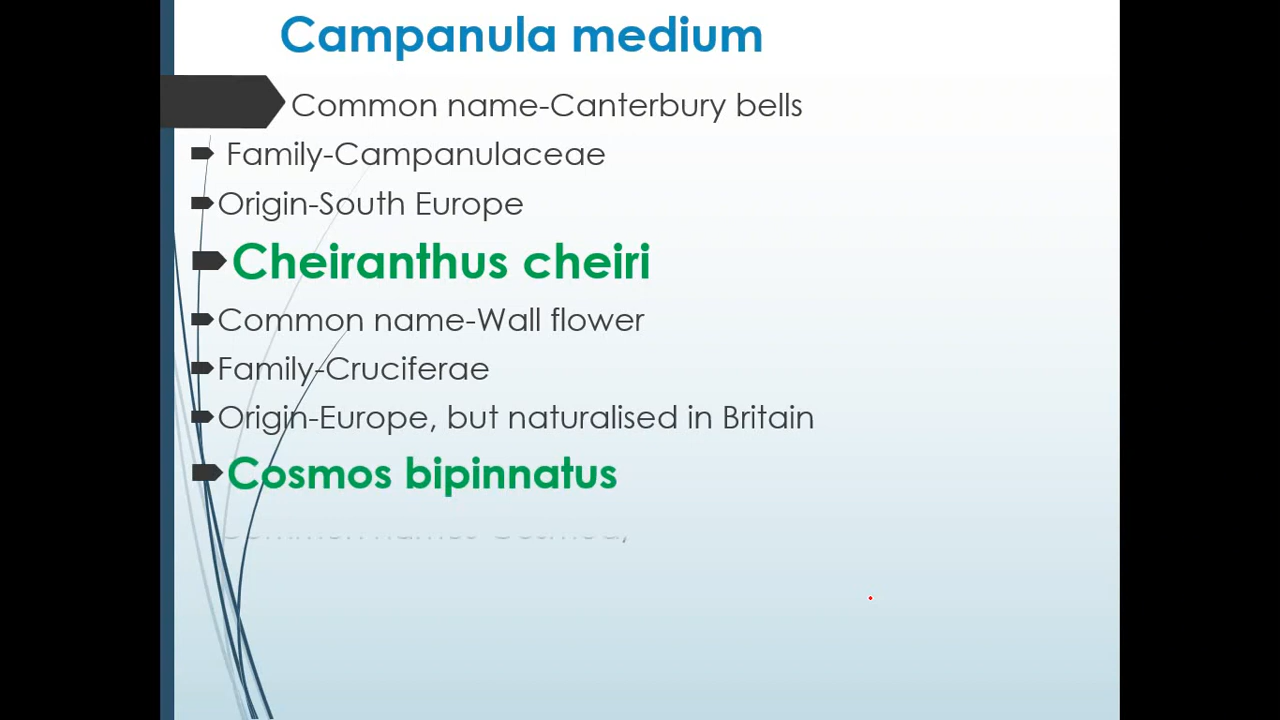 Campanula medium
Common name-Canterbury bells
Family-Campanulaceae
Origin-South Europe
Cheiranthus cheiri
Common name-Wall flower
Family-Cruciferae
Origin-Europe, but naturalised in Britain
Cosmos bipinnatus